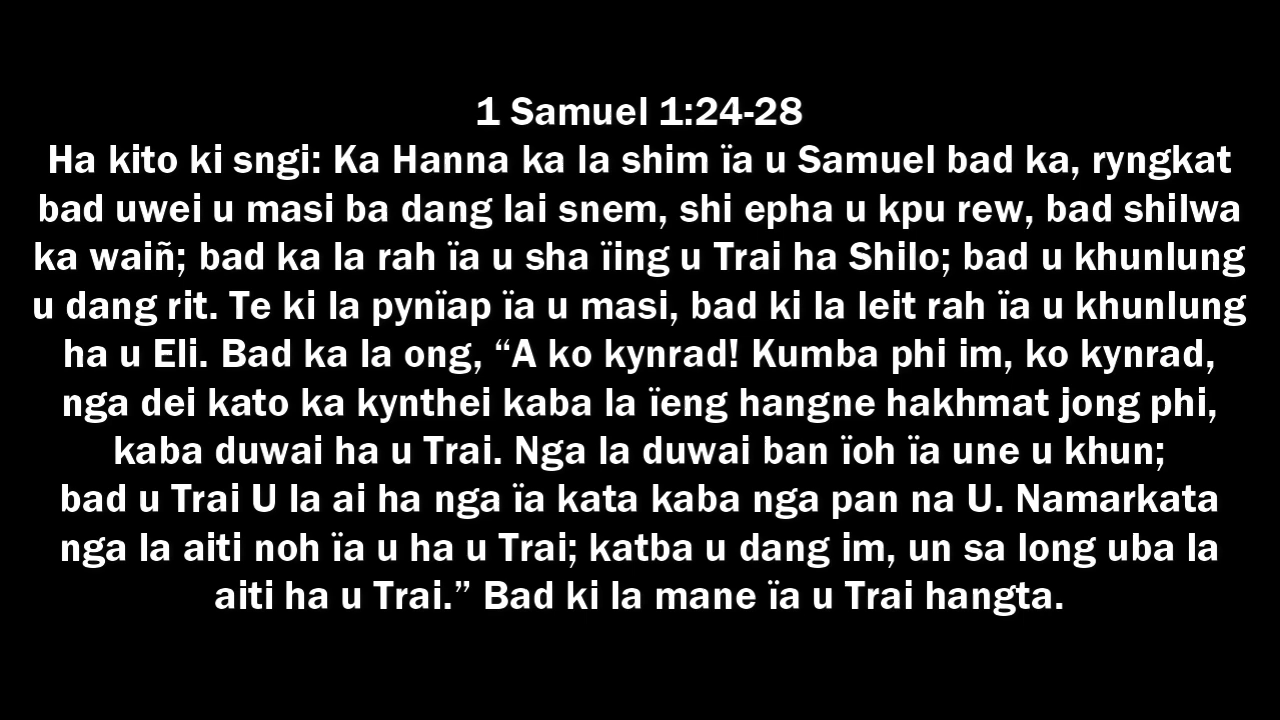 1 Samuel 1:24-28
Ha kito ki sngi: Ka Hanna ka la shim ïa u Samuel bad ka, ryngkat
bad uwei u masi ba dang lai snem, shi epha u kpu rew, bad shilwa
ka waiñ; bad ka la rah ïa u sha ïing u Trai ha Shilo; bad u khunlung
u dang rit. Te ki la pynïap ïa u masi, bad ki la leit rah ïa u khunlung
ha u Eli. Bad ka la ong, “A ko kynrad! Kumba phi im, ko kynrad,
nga dei kato ka kynthei kaba la ïeng hangne hakhmat jong phi,
kaba duwai ha u Trai. Nga la duwai ban ïoh ïa une u khun;
bad u Trai U la ai ha nga ïa kata kaba nga pan na U. Namarkata
nga la aiti noh ïa u ha u Trai; katba u dang im, un sa long uba la
aiti ha u Trai.” Bad ki la mane ïa u Trai hangta.